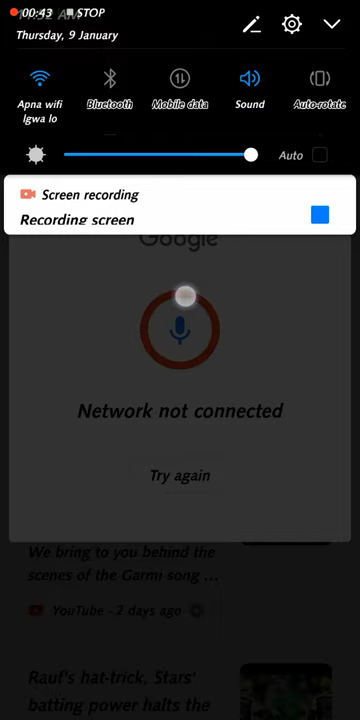 00:43 STOP
Thursday, 9 January
Apna wifi
lgwa lo
Bluetooth
Mobile data
Sound
Auto-rotate
Auto
Screen recording
Recording screen
Google
Network not connected
Try again
We bring to you behind the
scenes of the Garmi song ...
YouTube - 2 days ago
Rauf's hat-trick, Stars'
batting power halts the